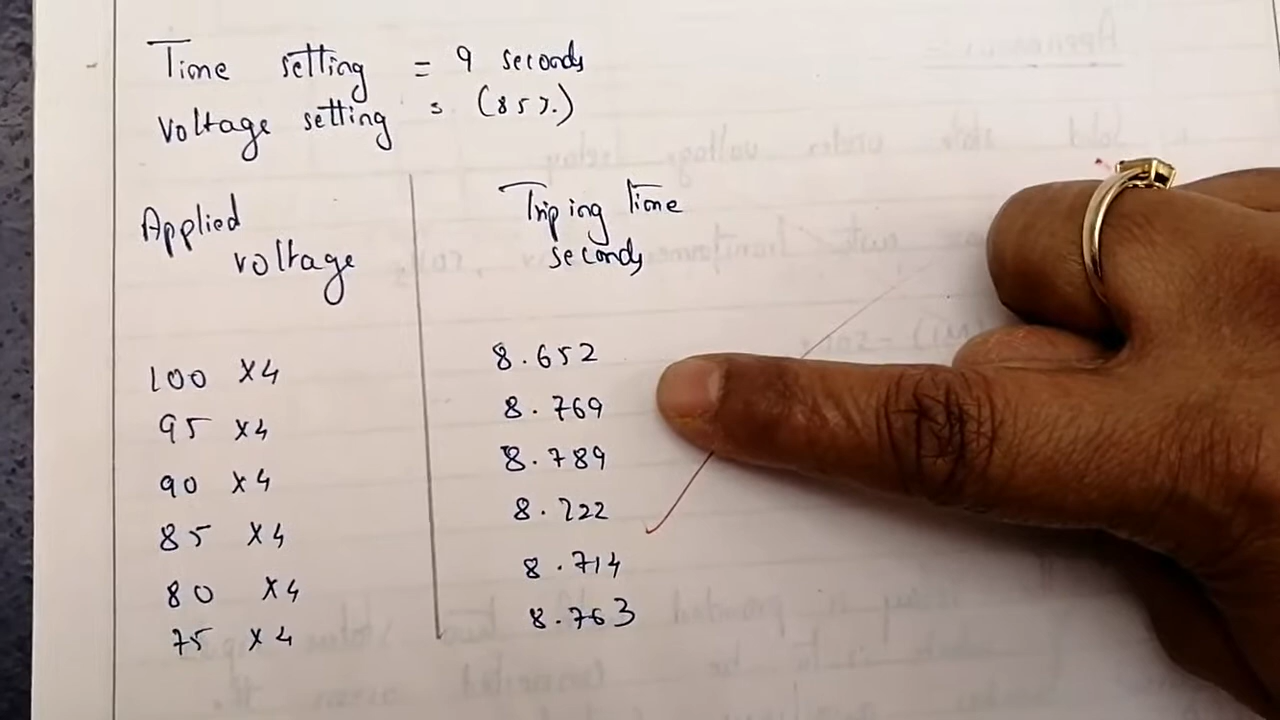 Time setting = 9 seconds
Voltage setting = (85%)
Applied voltage
Triping Time seconds
100 x4 8.652
95 x4 8.769
90 x4 8.789
85 x4 8.722
80 x4 8.714
75 x4 8.763